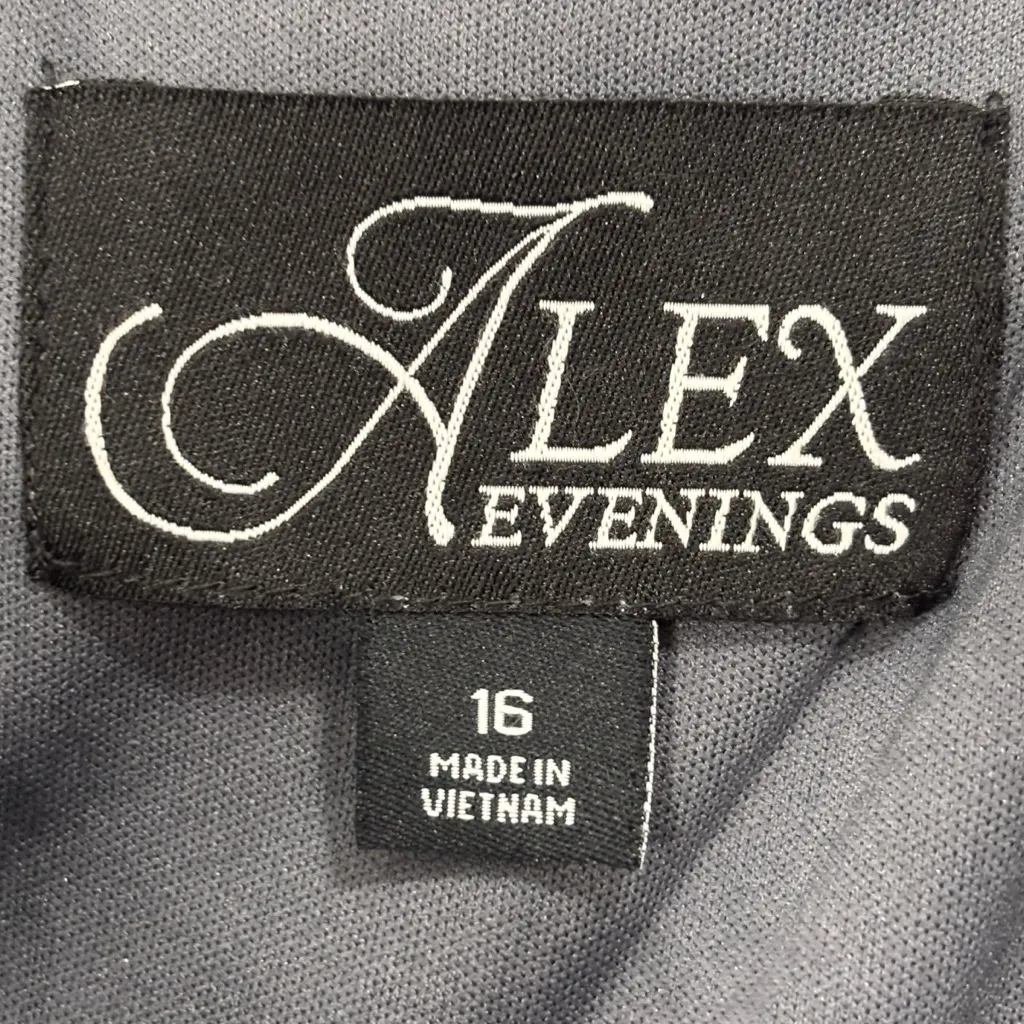 ALEX
EVENINGS
16
MADE IN
VIETNAM